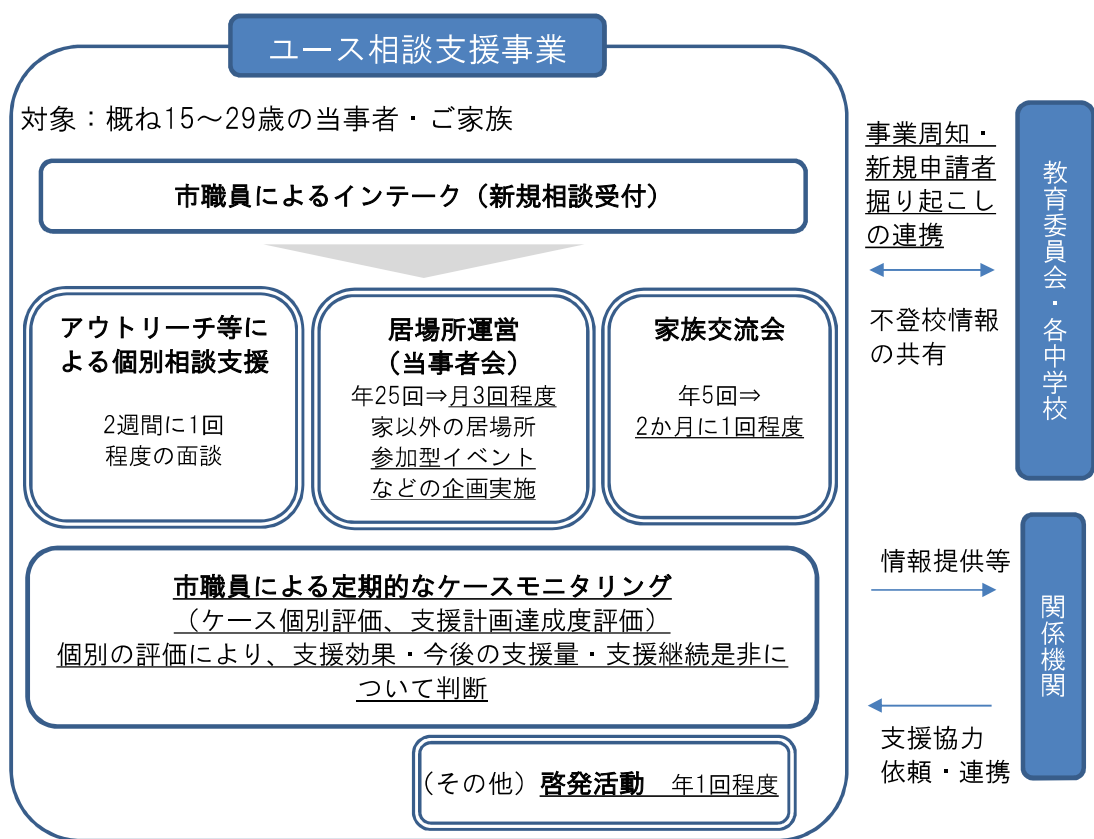 ユース相談支援事業
対象：概ね15～29歳の当事者・ご家族
市職員によるインテーク（新規相談受付）
アウトリーチ等に
よる個別相談支援
2週間に1回
程度の面談
居場所運営
（当事者会）
年25回⇒月3回程度
家以外の居場所
参加型イベント
などの企画実施
家族交流会
年5回⇒
2か月に1回程度
市職員による定期的なケースモニタリング
（ケース個別評価、支援計画達成度評価）
個別の評価により、支援効果・今後の支援量・支援継続是非に
ついて判断
（その他）啓発活動　年1回程度
事業周知・
新規申請者
掘り起こし
の連携
不登校情報
の共有
教育委員会・各中学校
情報提供等
支援協力
依頼・連携
関係機関